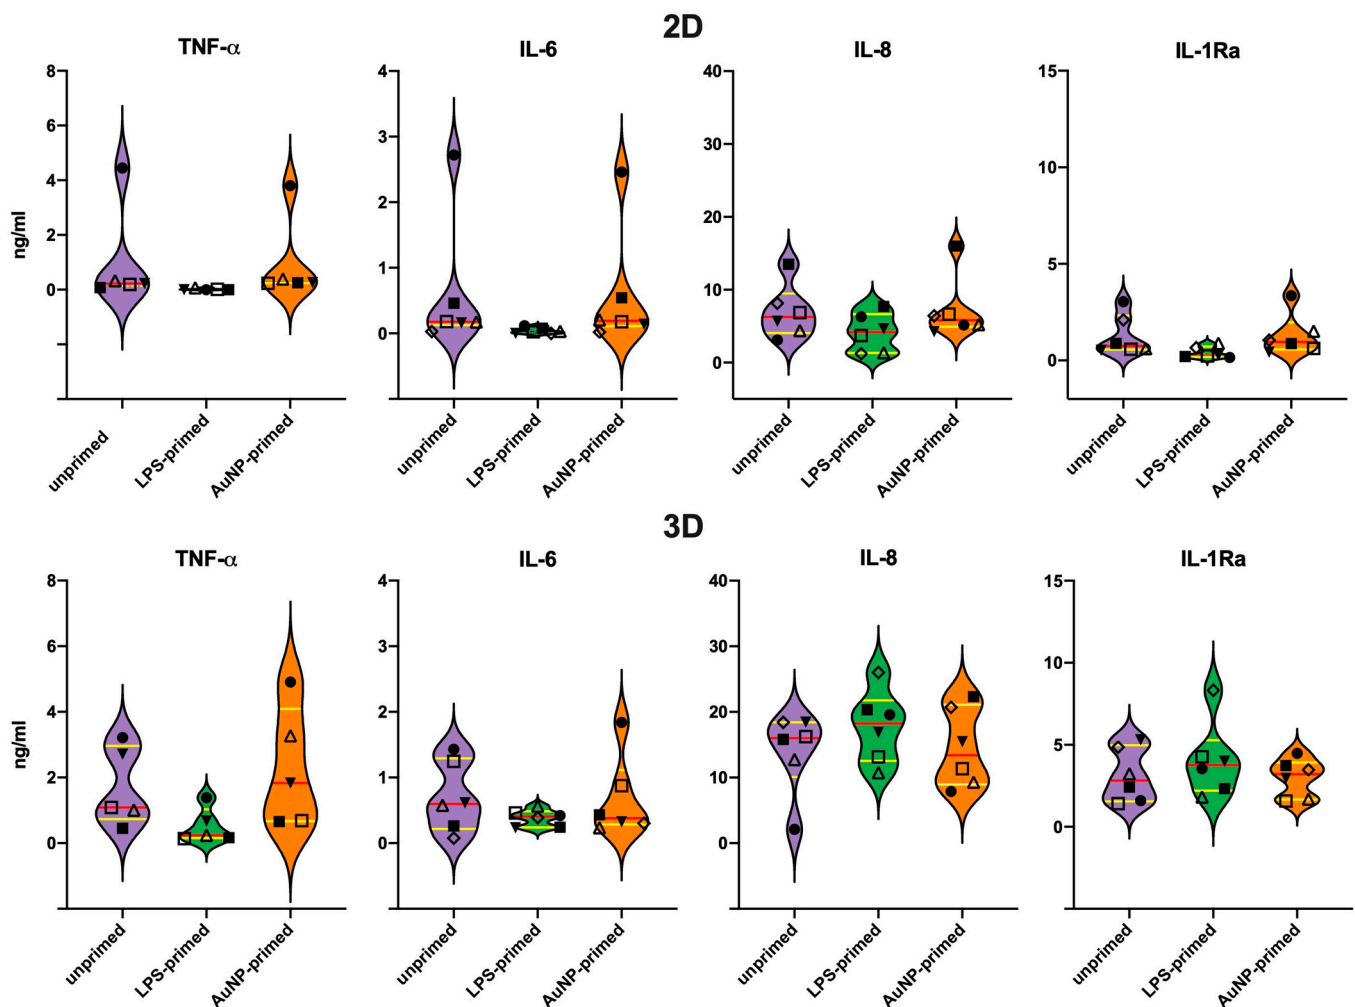 2D
TNF-α
IL-6
IL-8
IL-1Ra
ng/ml
8
6
4
2
0
unprimed
LPS-primed
AuNP-primed
4
3
2
1
0
unprimed
LPS-primed
AuNP-primed
40
30
20
10
0
unprimed
LPS-primed
AuNP-primed
15
10
5
0
unprimed
LPS-primed
AuNP-primed
3D
TNF-α
IL-6
IL-8
IL-1Ra
ng/ml
8
6
4
2
0
unprimed
LPS-primed
AuNP-primed
4
3
2
1
0
unprimed
LPS-primed
AuNP-primed
40
30
20
10
0
unprimed
LPS-primed
AuNP-primed
15
10
5
0
unprimed
LPS-primed
AuNP-primed